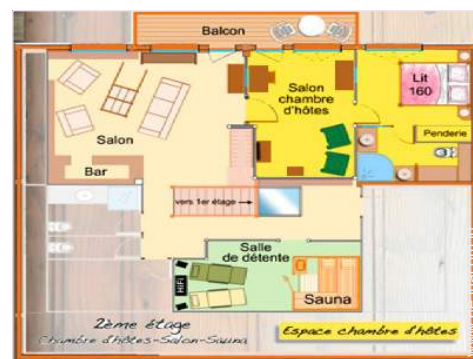 Balcon
Salon
chambre
d'hôtes
Lit
160
Penderie
Salon
Bar
vers 1er étage
Salle
de détente
HiFi
Sauna
2ème étage
Chambre d'hôtes-Salon-Sauna
Espace chambre d'hôtes